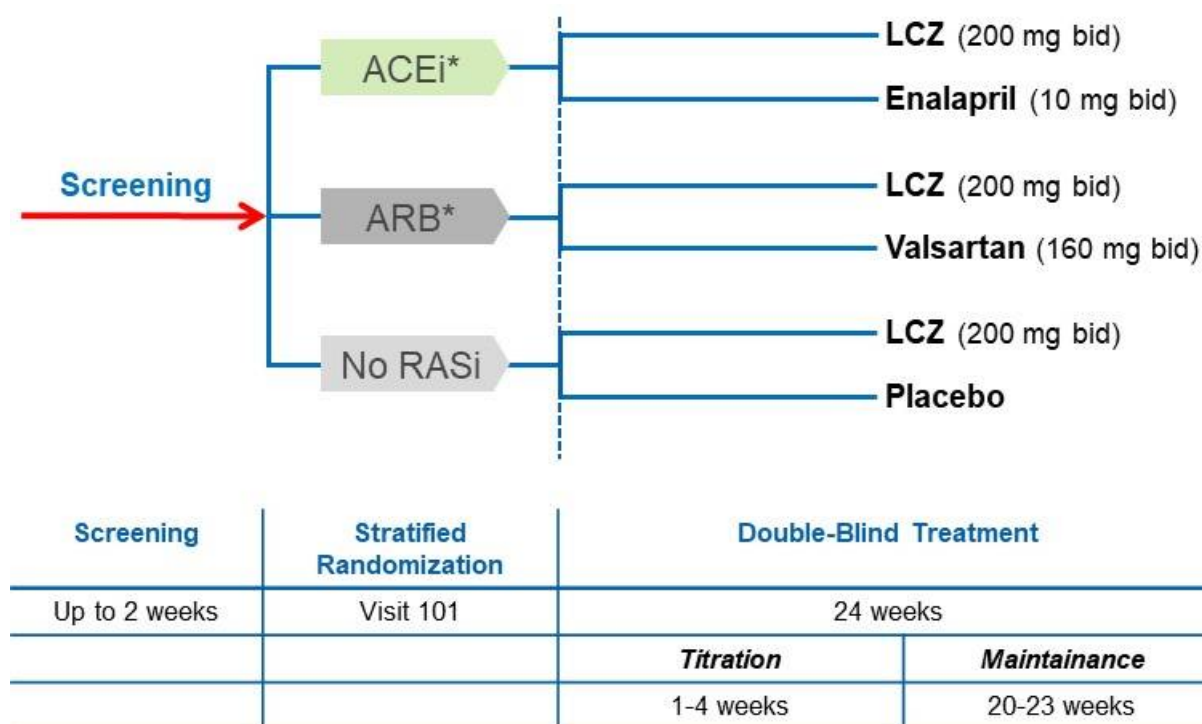 LCZ (200 mg bid)
ACEi*
Enalapril (10 mg bid)
Screening
LCZ (200 mg bid)
ARB*
Valsartan (160 mg bid)
LCZ (200 mg bid)
No RASi
Placebo
Screening
Stratified
Randomization
Double-Blind Treatment
Up to 2 weeks
Visit 101
24 weeks
Titration
Maintainance
1-4 weeks
20-23 weeks